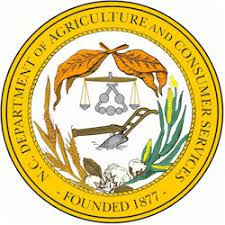 N.C. DEPARTMENT OF AGRICULTURE AND CONSUMER SERVICES
- FOUNDED 1877 -